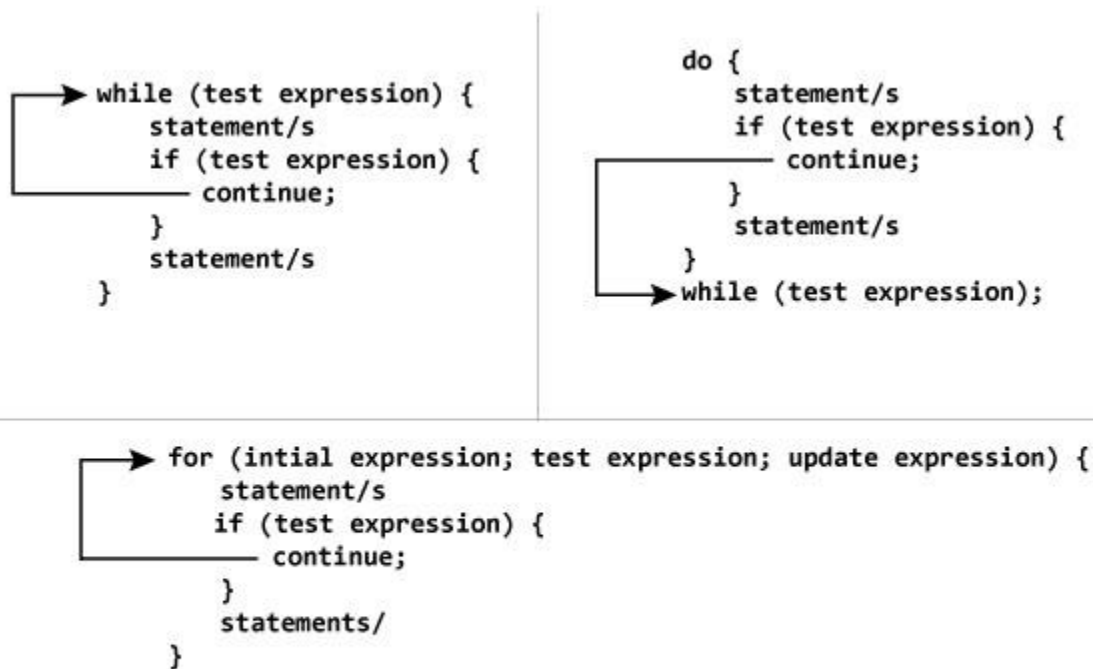 while (test expression) {
statement/s
if (test expression) {
continue;
}
statement/s
}
do {
statement/s
if (test expression) {
continue;
}
statement/s
}
while (test expression);
for (intial expression; test expression; update expression) {
statement/s
if (test expression) {
continue;
}
statements/
}